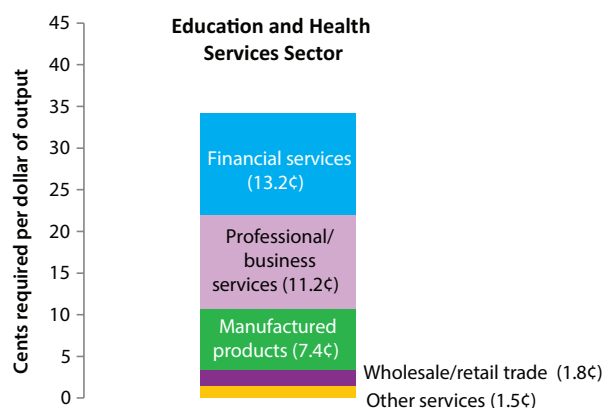 Education and Health
Services Sector
Cents required per dollar of output
45
40
35
30
25
20
15
10
5
0
Financial services
(13.2¢)
Professional/
business
services (11.2¢)
Manufactured
products (7.4¢)
Wholesale/retail trade (1.8¢)
Other services (1.5¢)